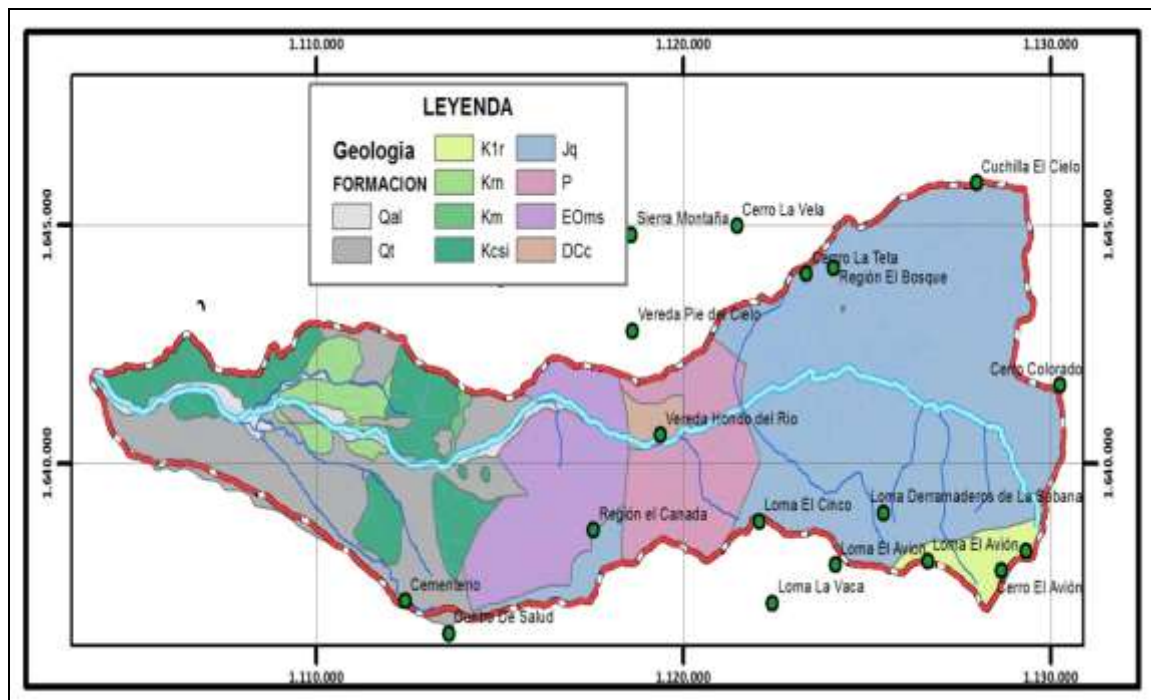 1.110.000 1.120.000 1.130.000
LEYENDA
Geologia
FORMACION
Qal
Qt
K1r
Krn
Km
Kcsi
Jq
P
EOms
DCc
Cuchilla El Cielo
Sierra Montaña
Cerro La Vela
1.645.000 1.645.000
Cerro La Teta
Región El Bosque
Vereda Pie del Cielo
Cerro Colorado
Vereda Hondo del Rio
1.640.000 1.640.000
Loma El Cinco
Loma Derramaderos de La Sabana
Región el Canada
Loma El Avion
Loma El Avión
Loma La Vaca
Cerro El Avión
Cementerio
De Salud
1.110.000 1.120.000 1.130.000